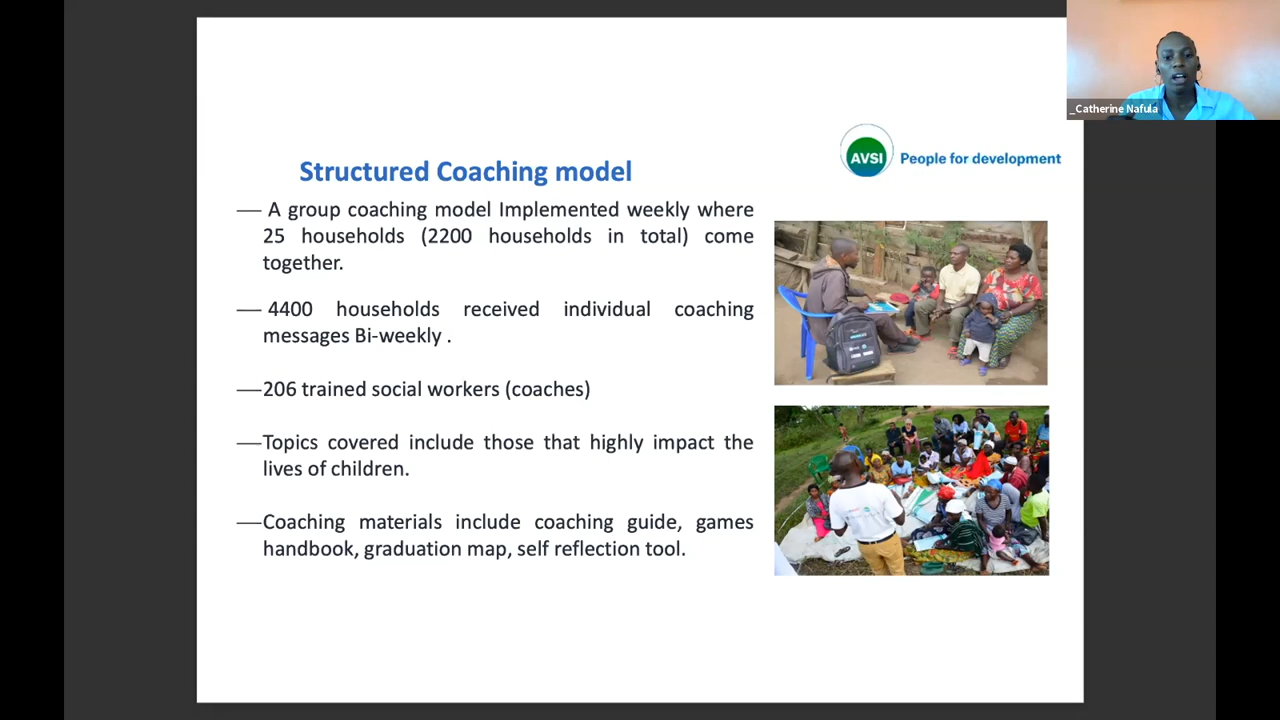 _Catherine Nafula
AVSI
People for development
Structured Coaching model
— A group coaching model Implemented weekly where
25 households (2200 households in total) come
together.
— 4400 households received individual coaching
messages Bi-weekly .
—206 trained social workers (coaches)
—Topics covered include those that highly impact the
lives of children.
—Coaching materials include coaching guide, games
handbook, graduation map, self reflection tool.